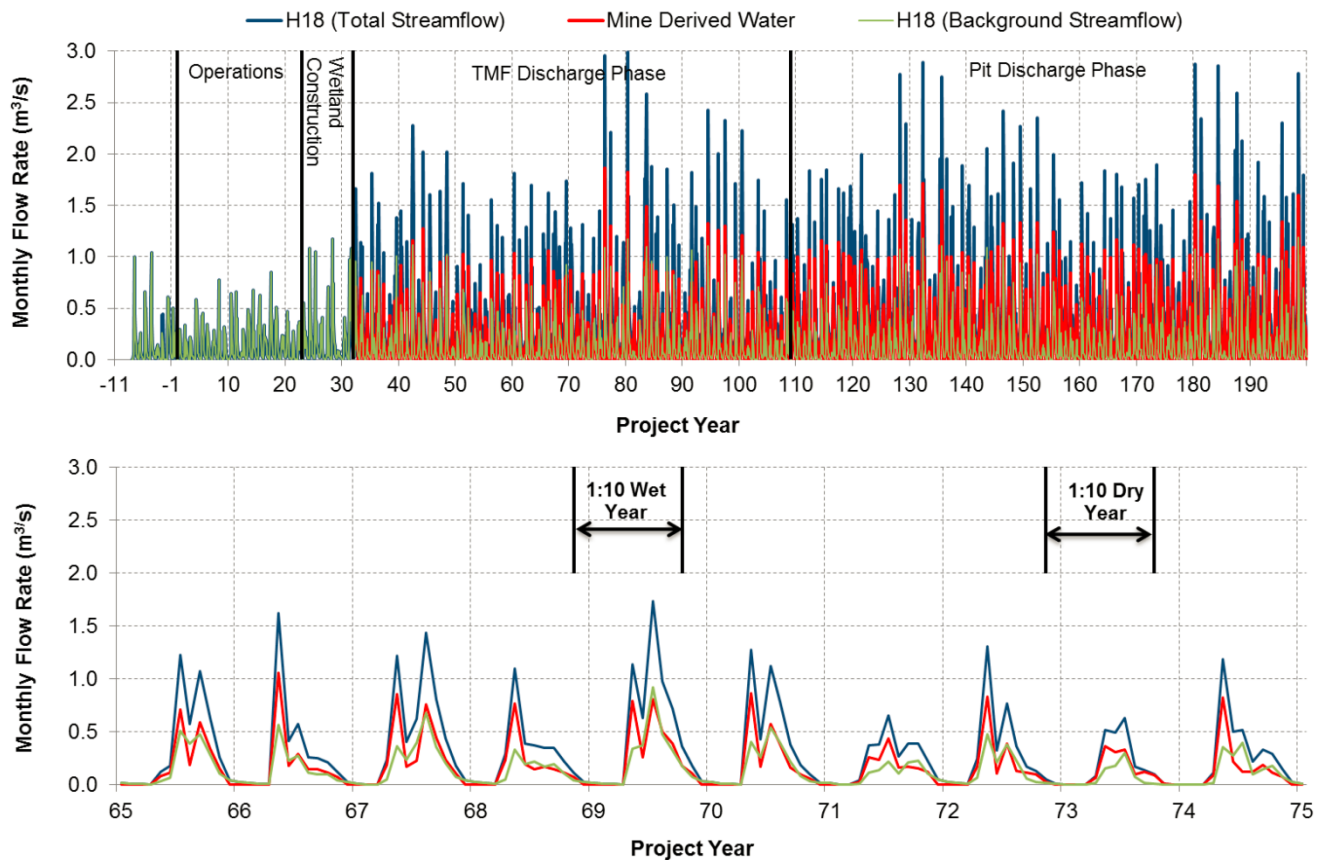 H18 (Total Streamflow) Mine Derived Water H18 (Background Streamflow)
Monthly Flow Rate (m³/s)
3.0
2.5
2.0
1.5
1.0
0.5
0.0
Operations
Wetland
Construction
TMF Discharge Phase
Pit Discharge Phase
-11 -1 10 20 30 40 50 60 70 80 90 100 110 120 130 140 150 160 170 180 190
Project Year
Monthly Flow Rate (m³/s)
3.0
2.5
2.0
1.5
1.0
0.5
0.0
1:10 Wet
Year
1:10 Dry
Year
65 66 67 68 69 70 71 72 73 74 75
Project Year